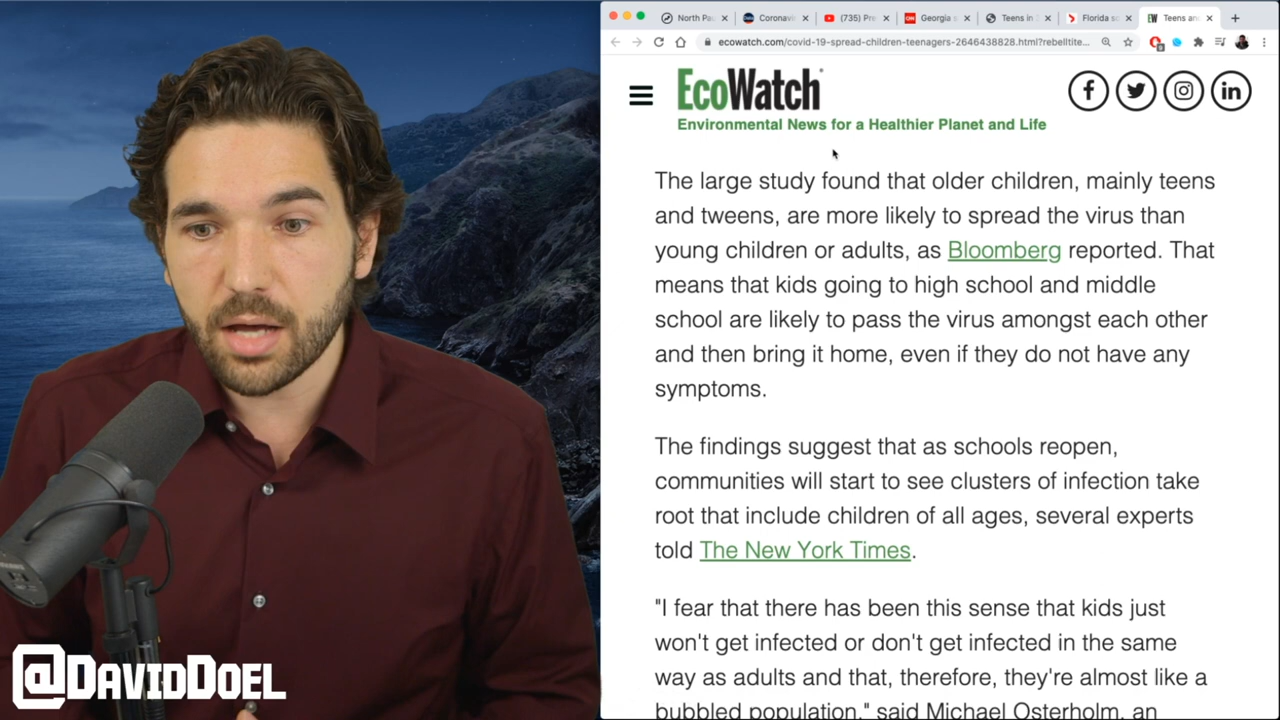 North Pa
Coronavi
(735) Pre
Georgia s
Teens in
Florida sc
Teens an
ecowatch.com/covid-19-spread-children-teenagers-2646438828.html?rebelltite...
EcoWatch
Environmental News for a Healthier Planet and Life
The large study found that older children, mainly teens
and tweens, are more likely to spread the virus than
young children or adults, as Bloomberg reported. That
means that kids going to high school and middle
school are likely to pass the virus amongst each other
and then bring it home, even if they do not have any
symptoms.
The findings suggest that as schools reopen,
communities will start to see clusters of infection take
root that include children of all ages, several experts
told The New York Times.
"I fear that there has been this sense that kids just
won't get infected or don't get infected in the same
way as adults and that, therefore, they're almost like a
bubbled population," said Michael Osterholm, an
@DAVIDDOEL